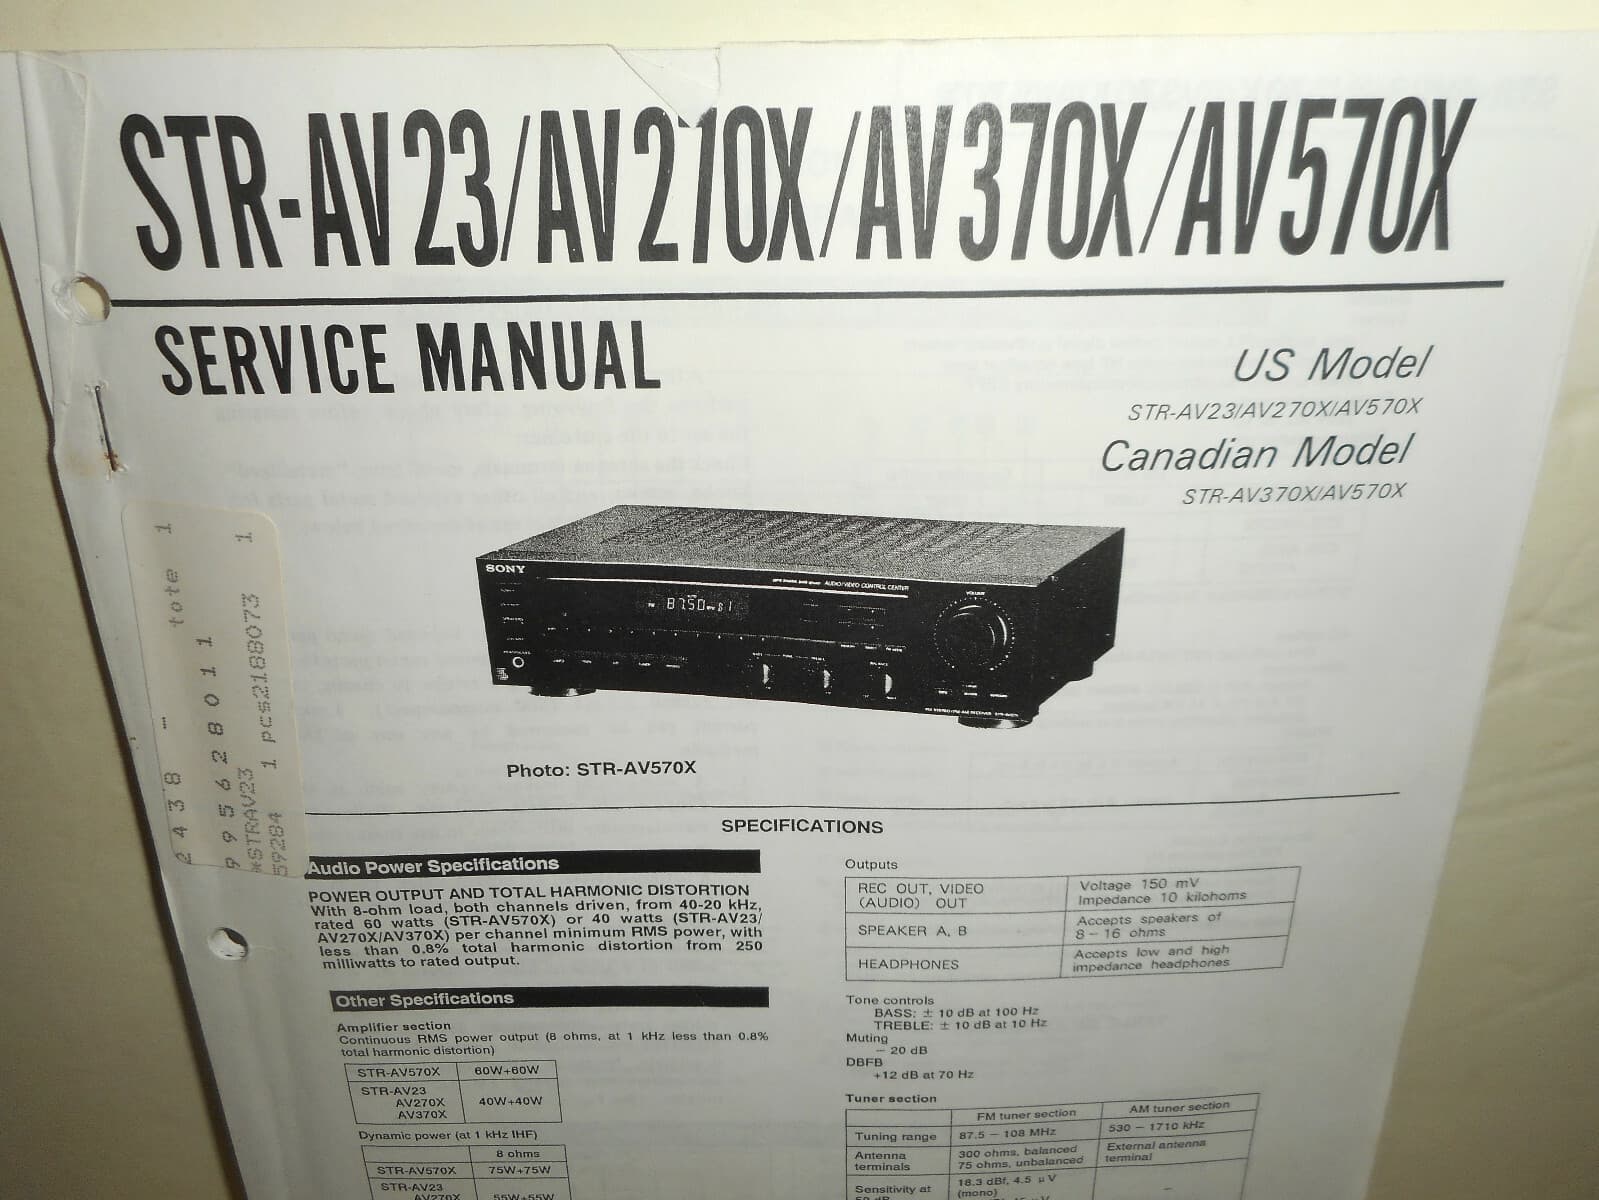 STR-AV23/AV270X/AV370X/AV570X
SERVICE MANUAL
US Model
STR-AV23/AV270X/AV570X
Canadian Model
STR-AV370X/AV570X
2438 - tote 1
99562 8011
*STRAV23 1 pcs2188073 1
59284
SONY
AUDIO/VIDEO CONTROL CENTER
VOLUME
8750
BALANCE
Photo: STR-AV570X
SPECIFICATIONS
Audio Power Specifications
POWER OUTPUT AND TOTAL HARMONIC DISTORTION
With 8-ohm load, both channels driven, from 40-20 kHz,
rated 60 watts (STR-AV570X) or 40 watts (STR-AV23/
AV270X/AV370X) per channel minimum RMS power, with
less than 0.8% total harmonic distortion from 250
milliwatts to rated output.
Other Specifications
Amplifier section
Continuous RMS power output (8 ohms, at 1 kHz less than 0.8%
total harmonic distortion)
STR-AV570X 60W+60W
STR-AV23
AV270X 40W+40W
AV370X
Dynamic power (at 1 kHz IHF)
8 ohms
STR-AV570X 75W+75W
STR-AV23
AV270X 55W+55W
Outputs
REC OUT, VIDEO Voltage 150 mV
(AUDIO) OUT Impedance 10 kilohoms
SPEAKER A, B Accepts speakers of
8 – 16 ohms
HEADPHONES Accepts low and high
impedance headphones
Tone controls
BASS: ± 10 dB at 100 Hz
TREBLE: ± 10 dB at 10 Hz
Muting
– 20 dB
DBFB
+12 dB at 70 Hz
Tuner section
FM tuner section AM tuner section
Tuning range 87.5 – 108 MHz 530 – 1710 kHz
Antenna 300 ohms, balanced External antenna
terminals 75 ohms, unbalanced terminal
Sensitivity at 18.3 dBf, 4.5 µV –
(mono)